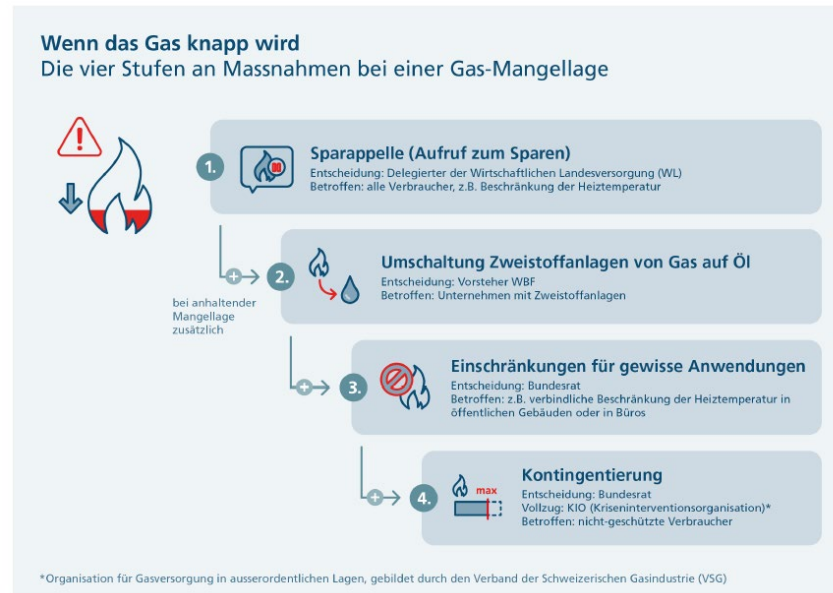 Wenn das Gas knapp wird
Die vier Stufen an Massnahmen bei einer Gas-Mangellage
1.
Sparappelle (Aufruf zum Sparen)
Entscheidung: Delegierter der Wirtschaftlichen Landesversorgung (WL)
Betroffen: alle Verbraucher, z.B. Beschränkung der Heiztemperatur
bei anhaltender
Mangellage
zusätzlich
2.
Umschaltung Zweistoffanlagen von Gas auf Öl
Entscheidung: Vorsteher WBF
Betroffen: Unternehmen mit Zweistoffanlagen
3.
Einschränkungen für gewisse Anwendungen
Entscheidung: Bundesrat
Betroffen: z.B. verbindliche Beschränkung der Heiztemperatur in
öffentlichen Gebäuden oder in Büros
4.
max
Kontingentierung
Entscheidung: Bundesrat
Vollzug: KIO (Kriseninterventionsorganisation)*
Betroffen: nicht-geschützte Verbraucher
*Organisation für Gasversorgung in ausserordentlichen Lagen, gebildet durch den Verband der Schweizerischen Gasindustrie (VSG)